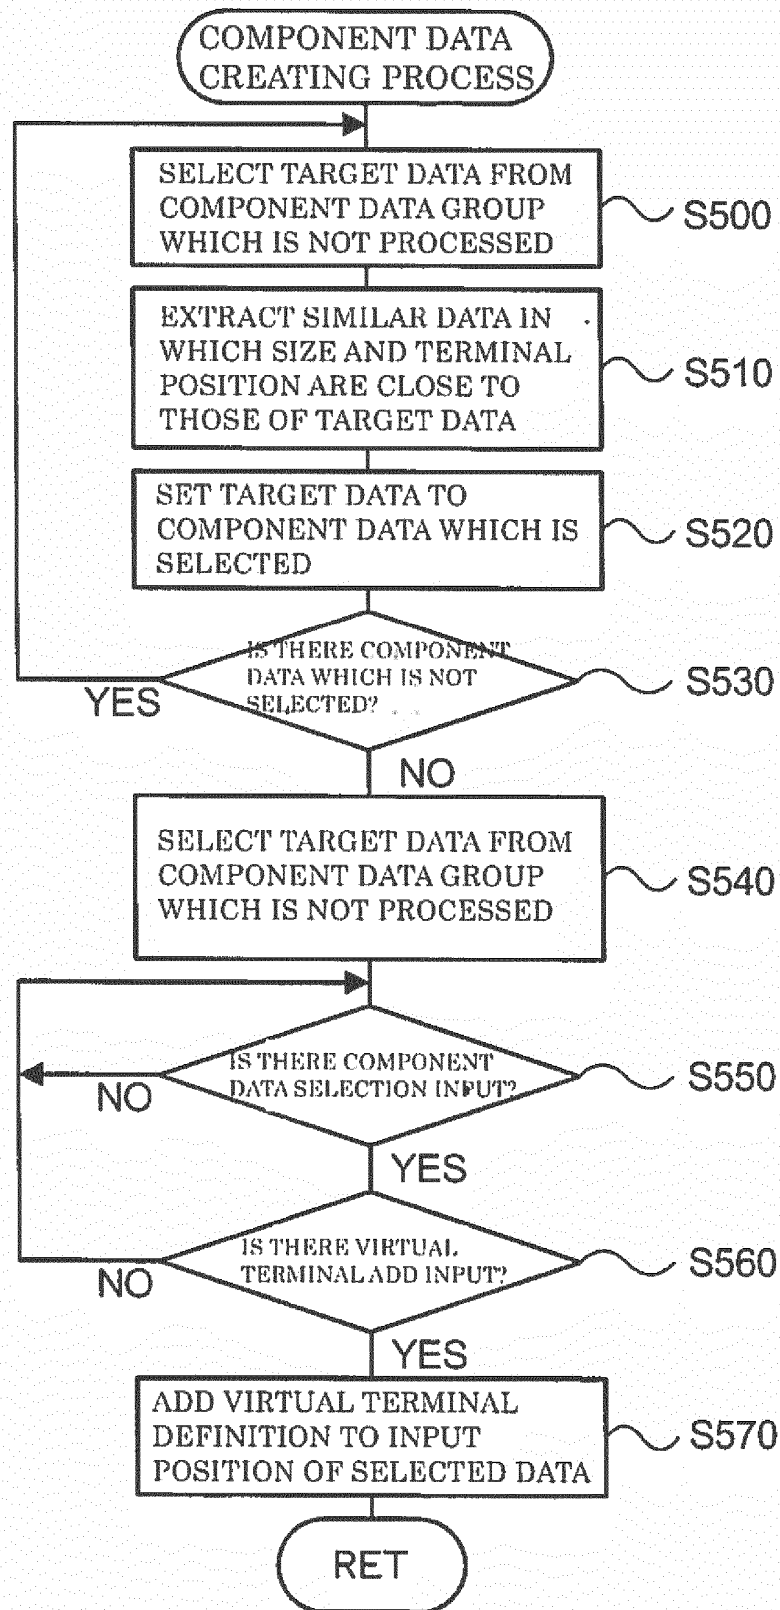 COMPONENT DATA
CREATING PROCESS
SELECT TARGET DATA FROM
COMPONENT DATA GROUP
WHICH IS NOT PROCESSED
S500
EXTRACT SIMILAR DATA IN
WHICH SIZE AND TERMINAL
POSITION ARE CLOSE TO
THOSE OF TARGET DATA
S510
SET TARGET DATA TO
COMPONENT DATA WHICH IS
SELECTED
S520
IS THERE COMPONENT
DATA WHICH IS NOT
SELECTED?
S530
YES
NO
SELECT TARGET DATA FROM
COMPONENT DATA GROUP
WHICH IS NOT PROCESSED
S540
IS THERE COMPONENT
DATA SELECTION INPUT?
S550
NO
YES
IS THERE VIRTUAL
TERMINAL ADD INPUT?
S560
NO
YES
ADD VIRTUAL TERMINAL
DEFINITION TO INPUT
POSITION OF SELECTED DATA
S570
RET